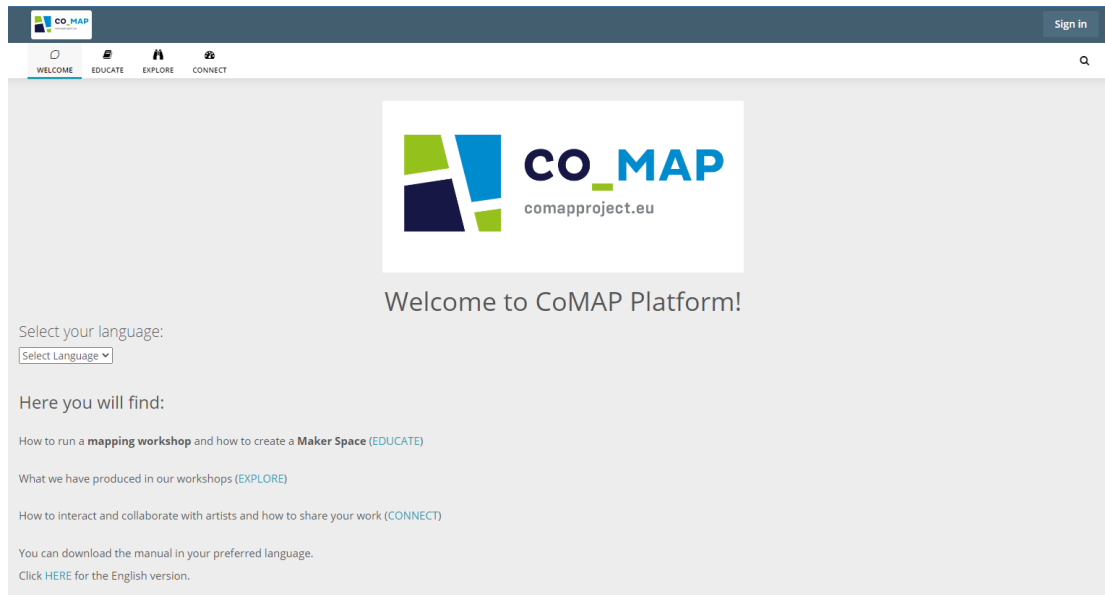 CO_MAP
Sign in
WELCOME EDUCATE EXPLORE CONNECT
CO_MAP
comapproject.eu
Welcome to CoMAP Platform!
Select your language:
Select Language
Here you will find:
How to run a mapping workshop and how to create a Maker Space (EDUCATE)
What we have produced in our workshops (EXPLORE)
How to interact and collaborate with artists and how to share your work (CONNECT)
You can download the manual in your preferred language.
Click HERE for the English version.